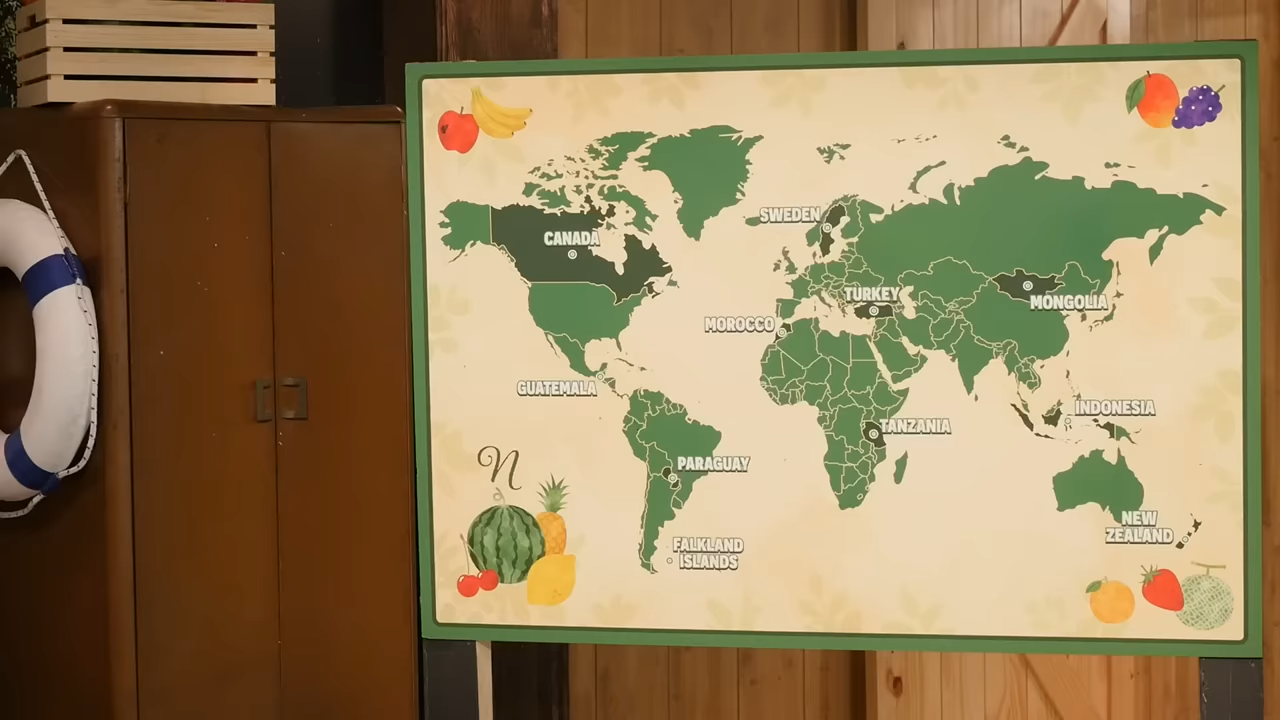 SWEDEN
CANADA
TURKEY
MONGOLIA
MOROCCO
GUATEMALA
INDONESIA
TANZANIA
PARAGUAY
N
NEW
ZEALAND
FALKLAND
ISLANDS